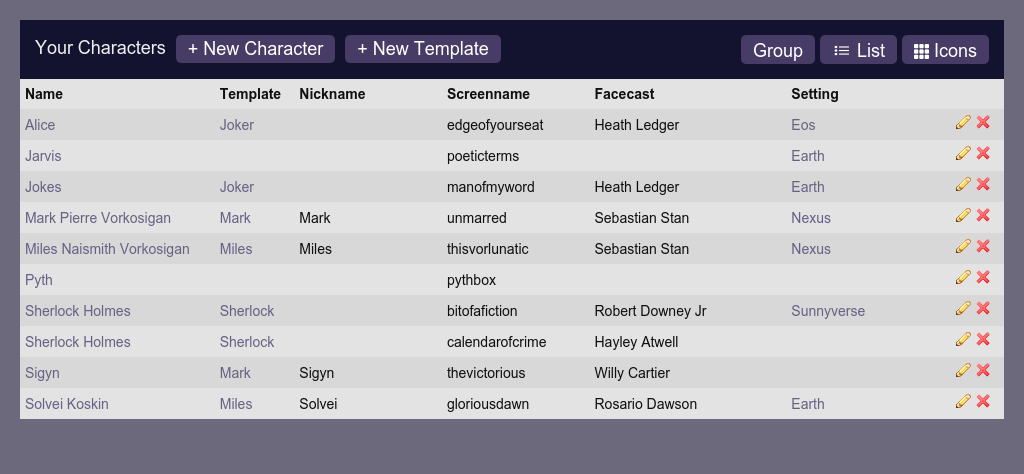 Your Characters + New Character + New Template Group List Icons
Name Template Nickname Screenname Facecast Setting
Alice Joker edgeofyourseat Heath Ledger Eos
Jarvis poeticterms Earth
Jokes Joker manofmyword Heath Ledger Earth
Mark Pierre Vorkosigan Mark Mark unmarred Sebastian Stan Nexus
Miles Naismith Vorkosigan Miles Miles thisvorlunatic Sebastian Stan Nexus
Pyth pythbox
Sherlock Holmes Sherlock bitofafiction Robert Downey Jr Sunnyverse
Sherlock Holmes Sherlock calendarofcrime Hayley Atwell
Sigyn Mark Sigyn thevictorious Willy Cartier
Solvei Koskin Miles Solvei gloriousdawn Rosario Dawson Earth